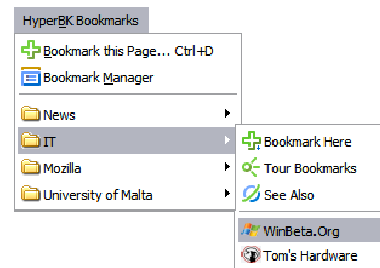 HyperBK Bookmarks
Bookmark this Page... Ctrl+D
Bookmark Manager
News
IT
Mozilla
University of Malta
Bookmark Here
Tour Bookmarks
See Also
WinBeta.Org
Tom's Hardware